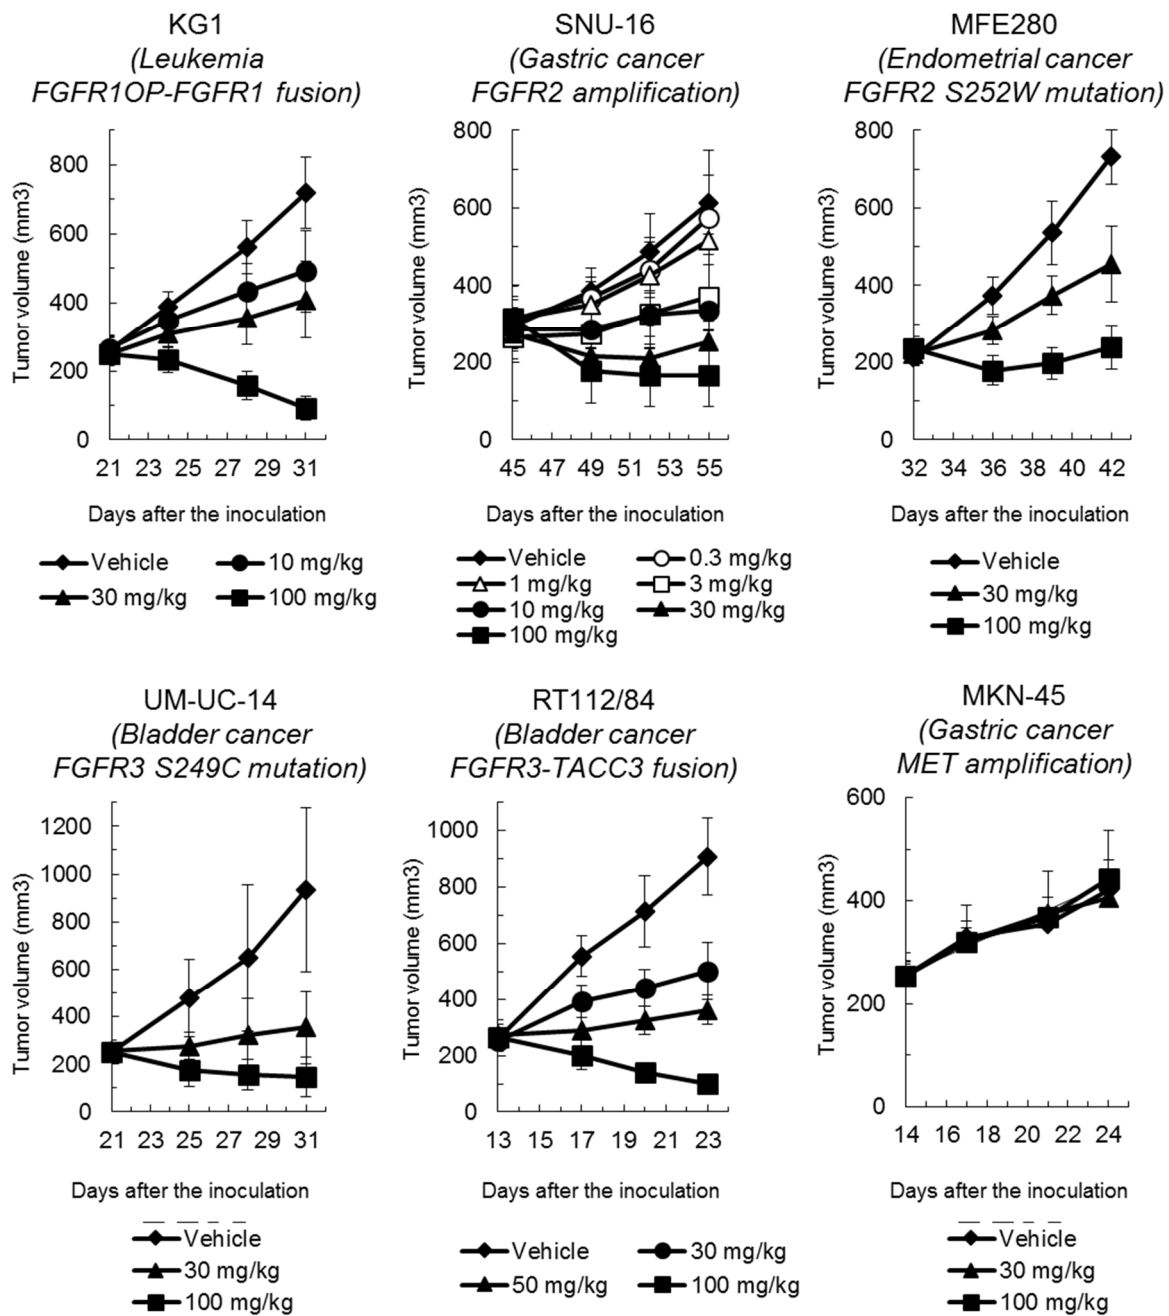 KG1
(Leukemia
FGFR1OP-FGFR1 fusion)
Tumor volume (mm3)
800
600
400
200
0
21 23 25 27 29 31
Days after the inoculation
Vehicle 10 mg/kg
30 mg/kg 100 mg/kg
SNU-16
(Gastric cancer
FGFR2 amplification)
Tumor volume (mm3)
800
600
400
200
0
45 47 49 51 53 55
Days after the inoculation
Vehicle 0.3 mg/kg
1 mg/kg 3 mg/kg
10 mg/kg 30 mg/kg
100 mg/kg
MFE280
(Endometrial cancer
FGFR2 S252W mutation)
Tumor volume (mm3)
800
600
400
200
0
32 34 36 38 40 42
Days after the inoculation
Vehicle
30 mg/kg
100 mg/kg
UM-UC-14
(Bladder cancer
FGFR3 S249C mutation)
Tumor volume (mm3)
1200
1000
800
600
400
200
0
21 23 25 27 29 31
Days after the inoculation
Vehicle
30 mg/kg
100 mg/kg
RT112/84
(Bladder cancer
FGFR3-TACC3 fusion)
Tumor volume (mm3)
1000
800
600
400
200
0
13 15 17 19 21 23
Days after the inoculation
Vehicle 30 mg/kg
50 mg/kg 100 mg/kg
MKN-45
(Gastric cancer
MET amplification)
Tumor volume (mm3)
600
400
200
0
14 16 18 20 22 24
Days after the inoculation
Vehicle
30 mg/kg
100 mg/kg